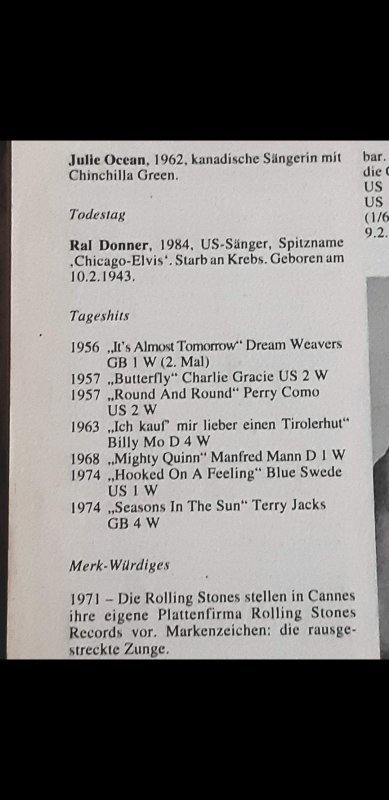 Julie Ocean, 1962, kanadische Sängerin mit
Chinchilla Green.
Todestag
Ral Donner, 1984, US-Sänger, Spitzname
‚Chicago-Elvis‘. Starb an Krebs. Geboren am
10.2.1943.
Tageshits
1956 „It's Almost Tomorrow“ Dream Weavers
GB 1 W (2. Mal)
1957 „Butterfly“ Charlie Gracie US 2 W
1957 „Round And Round“ Perry Como
US 2 W
1963 „Ich kauf' mir lieber einen Tirolerhut“
Billy Mo D 4 W
1968 „Mighty Quinn“ Manfred Mann D 1 W
1974 „Hooked On A Feeling“ Blue Swede
US 1 W
1974 „Seasons In The Sun“ Terry Jacks
GB 4 W
Merk-Würdiges
1971 – Die Rolling Stones stellen in Cannes
ihre eigene Plattenfirma Rolling Stones
Records vor. Markenzeichen: die rausge-
streckte Zunge.
bar.
die
US
US
(1/6
9.2.